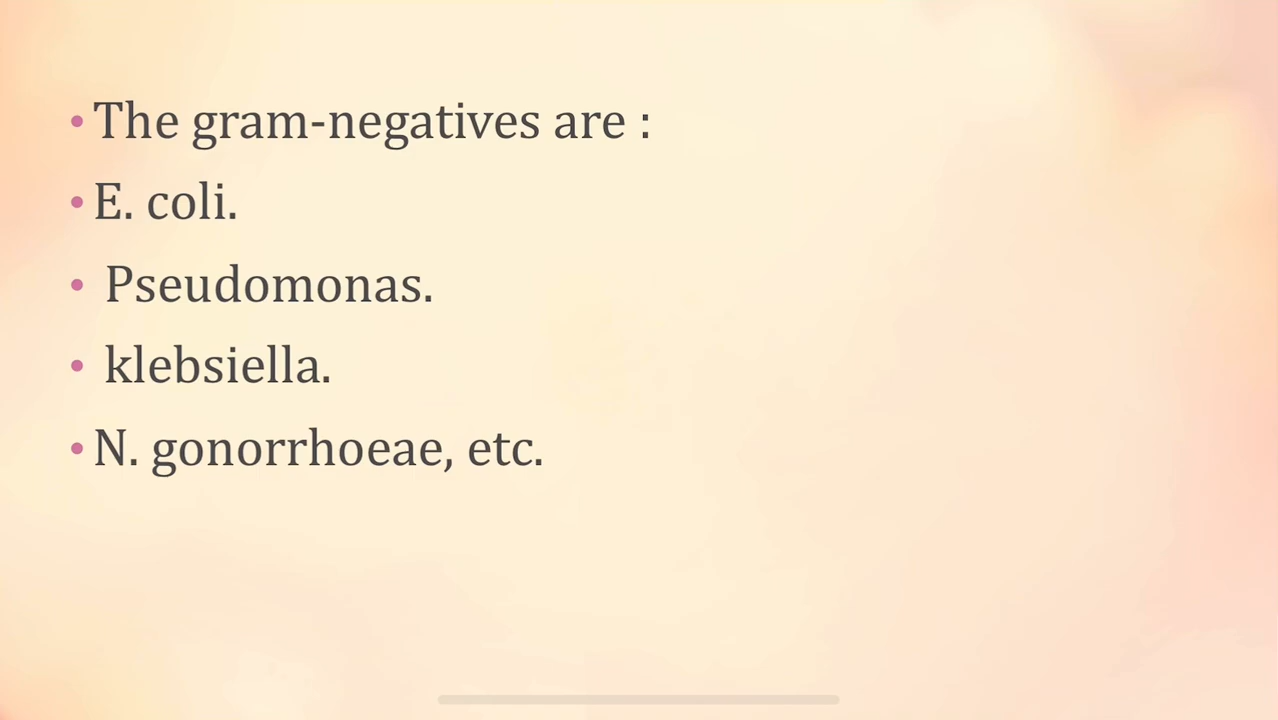 • The gram-negatives are :
• E. coli.
• Pseudomonas.
• klebsiella.
• N. gonorrhoeae, etc.